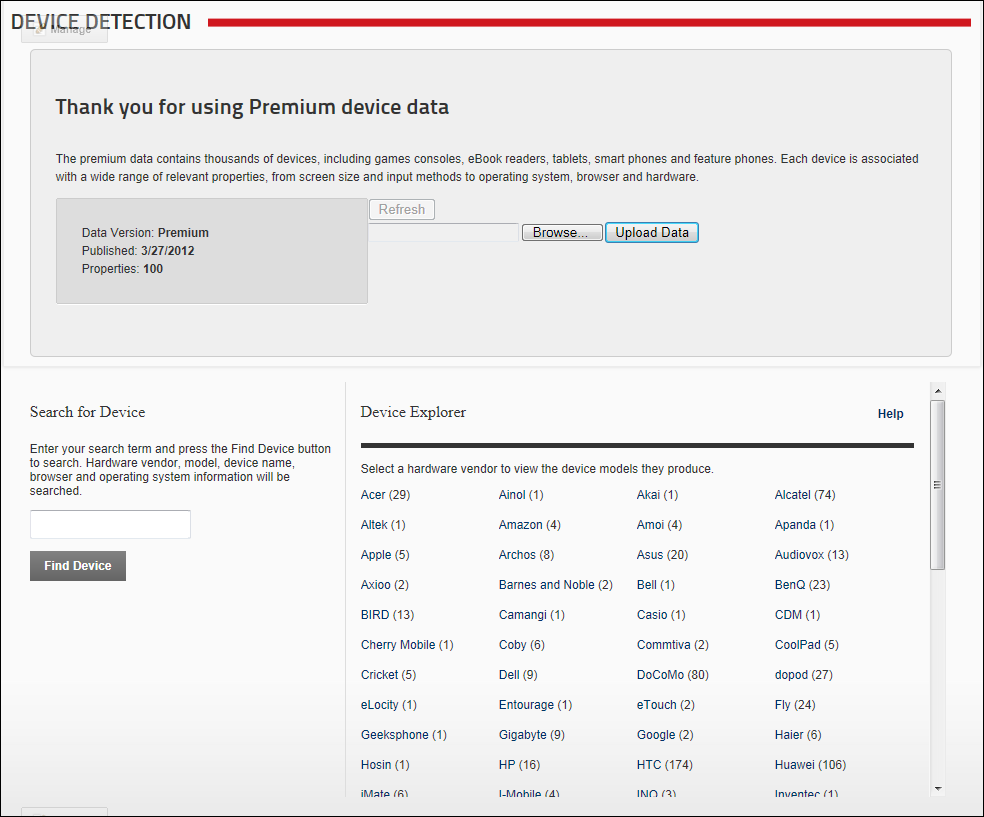 DEVICE DETECTION
Manage
Thank you for using Premium device data
The premium data contains thousands of devices, including games consoles, eBook readers, tablets, smart phones and feature phones. Each device is associated
with a wide range of relevant properties, from screen size and input methods to operating system, browser and hardware.
Refresh
Data Version: Premium
Browse... Upload Data
Published: 3/27/2012
Properties: 100
Search for Device
Enter your search term and press the Find Device button
to search. Hardware vendor, model, device name,
browser and operating system information will be
searched.
Find Device
Device Explorer Help
Select a hardware vendor to view the device models they produce.
Acer (29) Ainol (1) Akai (1) Alcatel (74)
Altek (1) Amazon (4) Amoi (4) Apanda (1)
Apple (5) Archos (8) Asus (20) Audiovox (13)
Axioo (2) Barnes and Noble (2) Bell (1) BenQ (23)
BIRD (13) Camangi (1) Casio (1) CDM (1)
Cherry Mobile (1) Coby (6) Commtiva (2) CoolPad (5)
Cricket (5) Dell (9) DoCoMo (80) dopod (27)
eLocity (1) Entourage (1) eTouch (2) Fly (24)
Geeksphone (1) Gigabyte (9) Google (2) Haier (6)
Hosin (1) HP (16) HTC (174) Huawei (106)
iMate (6) I-Mobile (4) INQ (3) Inventec (1)